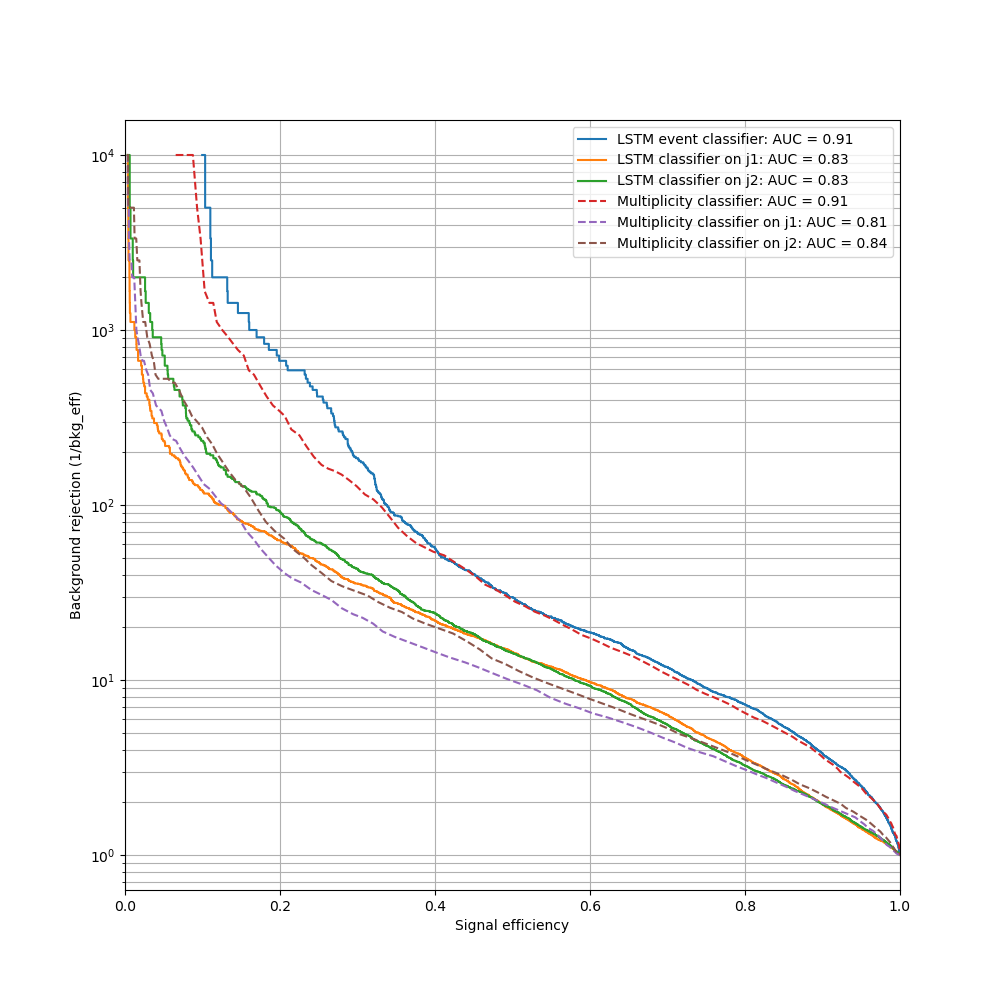 LSTM event classifier: AUC = 0.91
LSTM classifier on j1: AUC = 0.83
LSTM classifier on j2: AUC = 0.83
Multiplicity classifier: AUC = 0.91
Multiplicity classifier on j1: AUC = 0.81
Multiplicity classifier on j2: AUC = 0.84
Background rejection (1/bkg_eff)
10⁴
10³
10²
10¹
10⁰
0.0 0.2 0.4 0.6 0.8 1.0
Signal efficiency